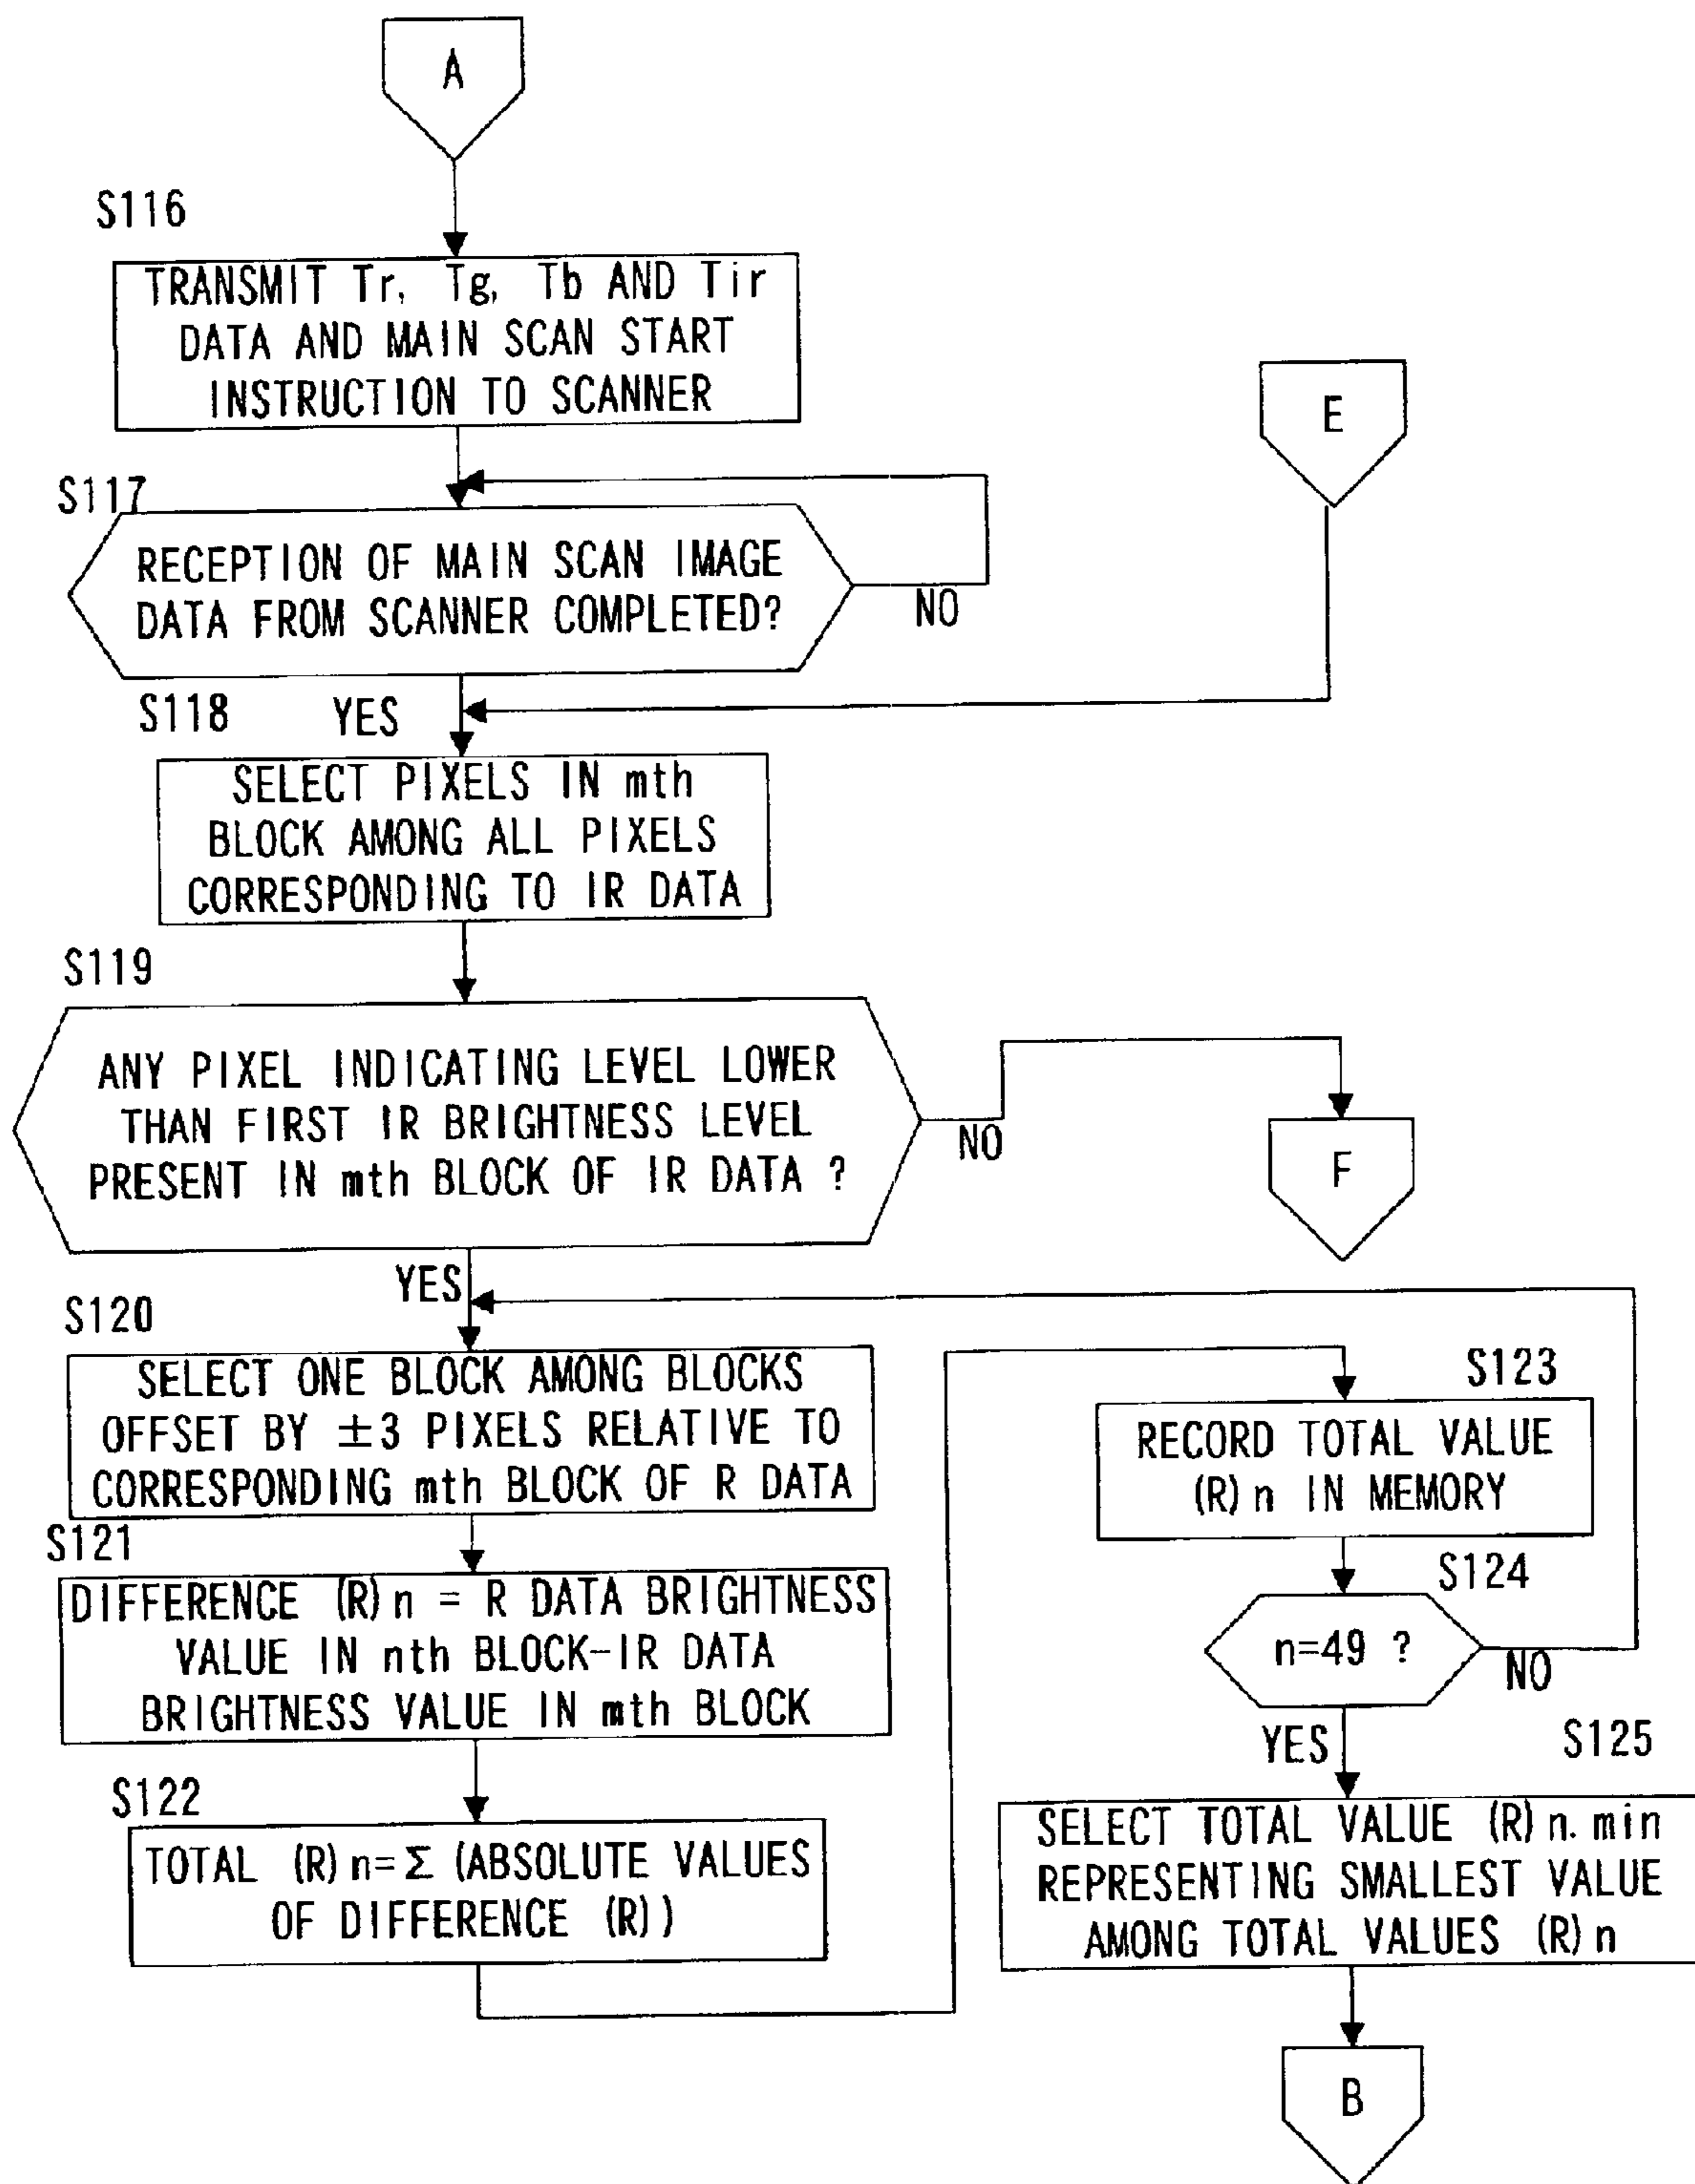 A
S116
TRANSMIT Tr, Tg, Tb AND Tir
DATA AND MAIN SCAN START
INSTRUCTION TO SCANNER
E
S117
RECEPTION OF MAIN SCAN IMAGE
DATA FROM SCANNER COMPLETED?
NO
S118
YES
SELECT PIXELS IN mth
BLOCK AMONG ALL PIXELS
CORRESPONDING TO IR DATA
S119
ANY PIXEL INDICATING LEVEL LOWER
THAN FIRST IR BRIGHTNESS LEVEL
PRESENT IN mth BLOCK OF IR DATA ?
NO
F
YES
S120
SELECT ONE BLOCK AMONG BLOCKS
OFFSET BY ±3 PIXELS RELATIVE TO
CORRESPONDING mth BLOCK OF R DATA
S121
DIFFERENCE (R) n = R DATA BRIGHTNESS
VALUE IN nth BLOCK-IR DATA
BRIGHTNESS VALUE IN mth BLOCK
S122
TOTAL (R) n=Σ (ABSOLUTE VALUES
OF DIFFERENCE (R) )
S123
RECORD TOTAL VALUE
(R) n IN MEMORY
S124
n=49 ?
NO
YES
S125
SELECT TOTAL VALUE (R) n. min
REPRESENTING SMALLEST VALUE
AMONG TOTAL VALUES (R) n
B